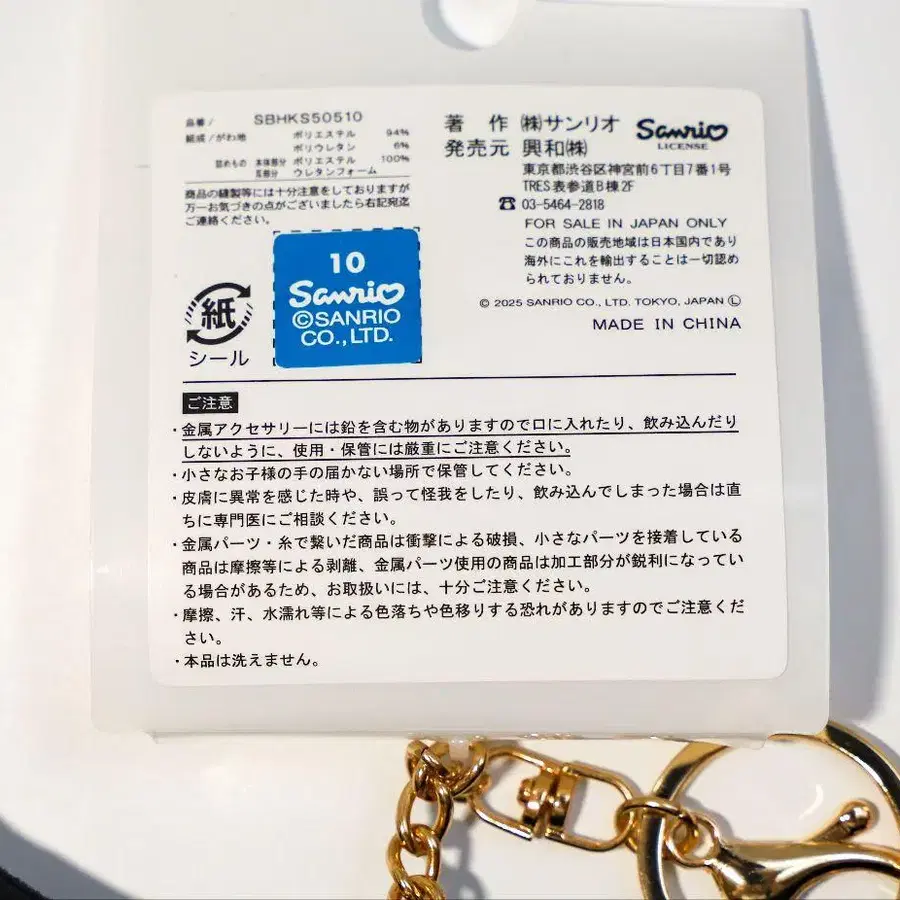 品番/ SBHKS50510
組成/がわ地 ポリエステル 94%
ポリウレタン 6%
詰めもの 本体部分 ポリエステル 100%
耳部分 ウレタンフォーム
商品の縫製等には十分注意をしておりますが
万一お気づきの点がございましたら右記宛迄
ご連絡ください。
紙
シール
10
Sanrio
©SANRIO
CO.,LTD.
著 作 ㈱サンリオ
Sanrio
LICENSE
発売元 興和㈱
東京都渋谷区神宮前6丁目7番1号
TRES表参道B棟2F
☎ 03-5464-2818
FOR SALE IN JAPAN ONLY
この商品の販売地域は日本国内であり
海外にこれを輸出することは一切認め
られておりません。
© 2025 SANRIO CO., LTD. TOKYO, JAPAN Ⓛ
MADE IN CHINA
ご注意
・金属アクセサリーには鉛を含む物がありますので口に入れたり、飲み込んだり
しないように、使用・保管には厳重にご注意ください。
・小さなお子様の手の届かない場所で保管してください。
・皮膚に異常を感じた時や、誤って怪我をしたり、飲み込んでしまった場合は直
ちに専門医にご相談ください。
・金属パーツ・糸で繋いだ商品は衝撃による破損、小さなパーツを接着している
商品は摩擦等による剥離、金属パーツ使用の商品は加工部分が鋭利になってい
る場合があるため、お取扱いには、十分ご注意ください。
・摩擦、汗、水濡れ等による色落ちや色移りする恐れがありますのでご注意くだ
さい。
・本品は洗えません。